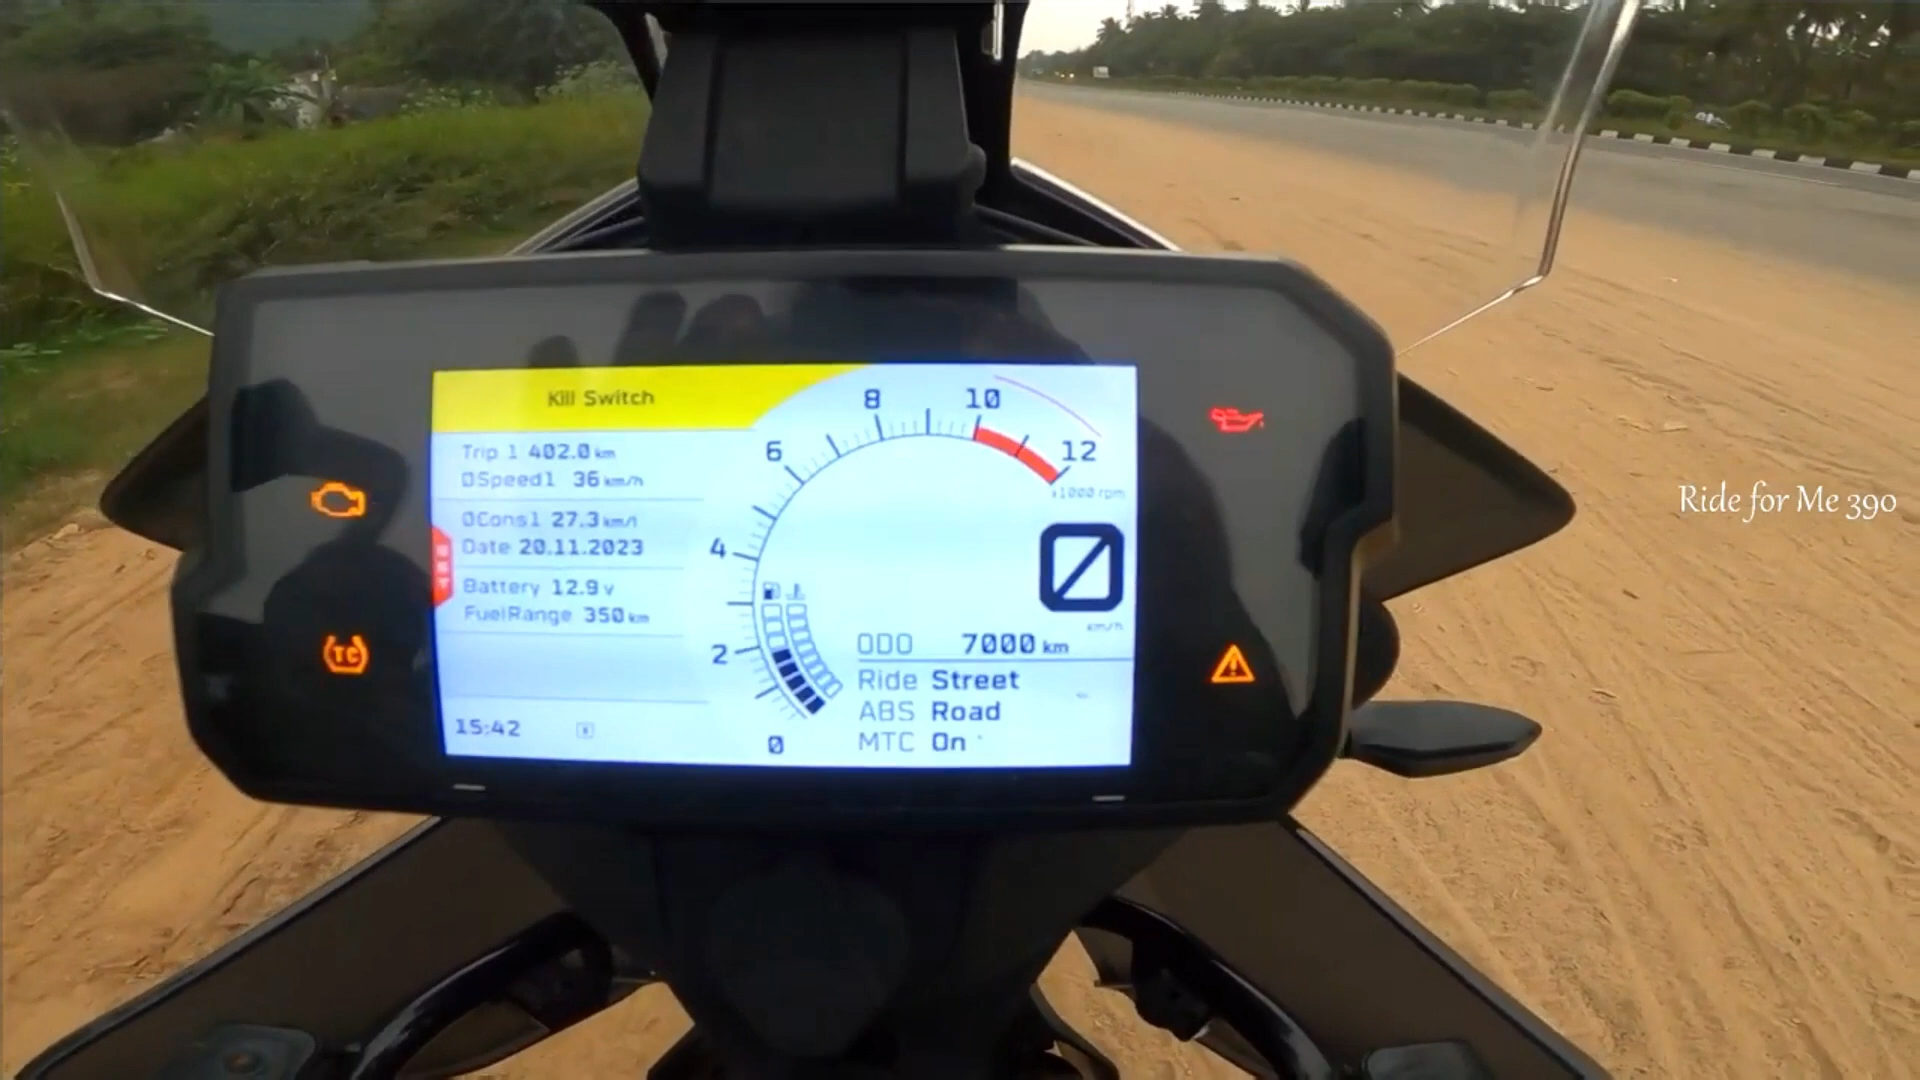 Kill Switch
Trip 1 402.0 km
ØSpeed1 36 km/h
ØCons1 27.3 km/l
Date 20.11.2023
Battery 12.9 v
FuelRange 350 km
15:42
8
10
6
12
x1000 rpm
4
2
0
0
km/h
ODO 7000 km
Ride Street
ABS Road
MTC On
TC
Ride for Me 390